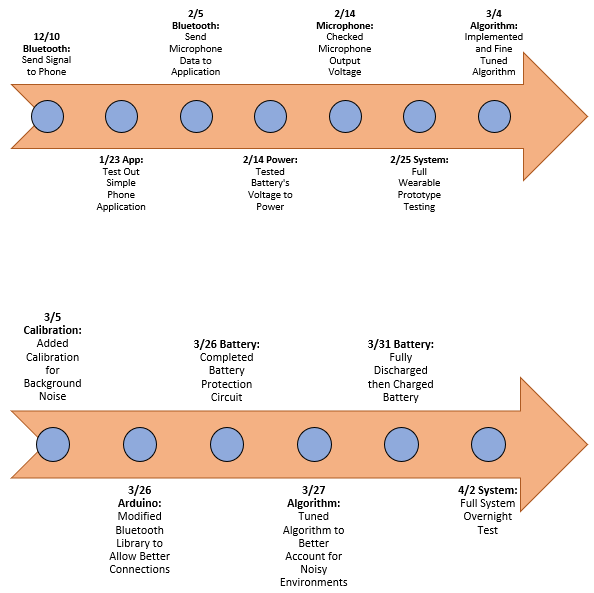 12/10
Bluetooth:
Send Signal
to Phone
1/23 App:
Test Out
Simple
Phone
Application
2/5
Bluetooth:
Send
Microphone
Data to
Application
2/14 Power:
Tested
Battery's
Voltage to
Power
2/14
Microphone:
Checked
Microphone
Output
Voltage
2/25 System:
Full
Wearable
Prototype
Testing
3/4
Algorithm:
Implemented
and Fine
Tuned
Algorithm
3/5
Calibration:
Added
Calibration
for
Background
Noise
3/26
Arduino:
Modified
Bluetooth
Library to
Allow Better
Connections
3/26 Battery:
Completed
Battery
Protection
Circuit
3/27
Algorithm:
Tuned
Algorithm to
Better
Account for
Noisy
Environments
3/31 Battery:
Fully
Discharged
then Charged
Battery
4/2 System:
Full System
Overnight
Test